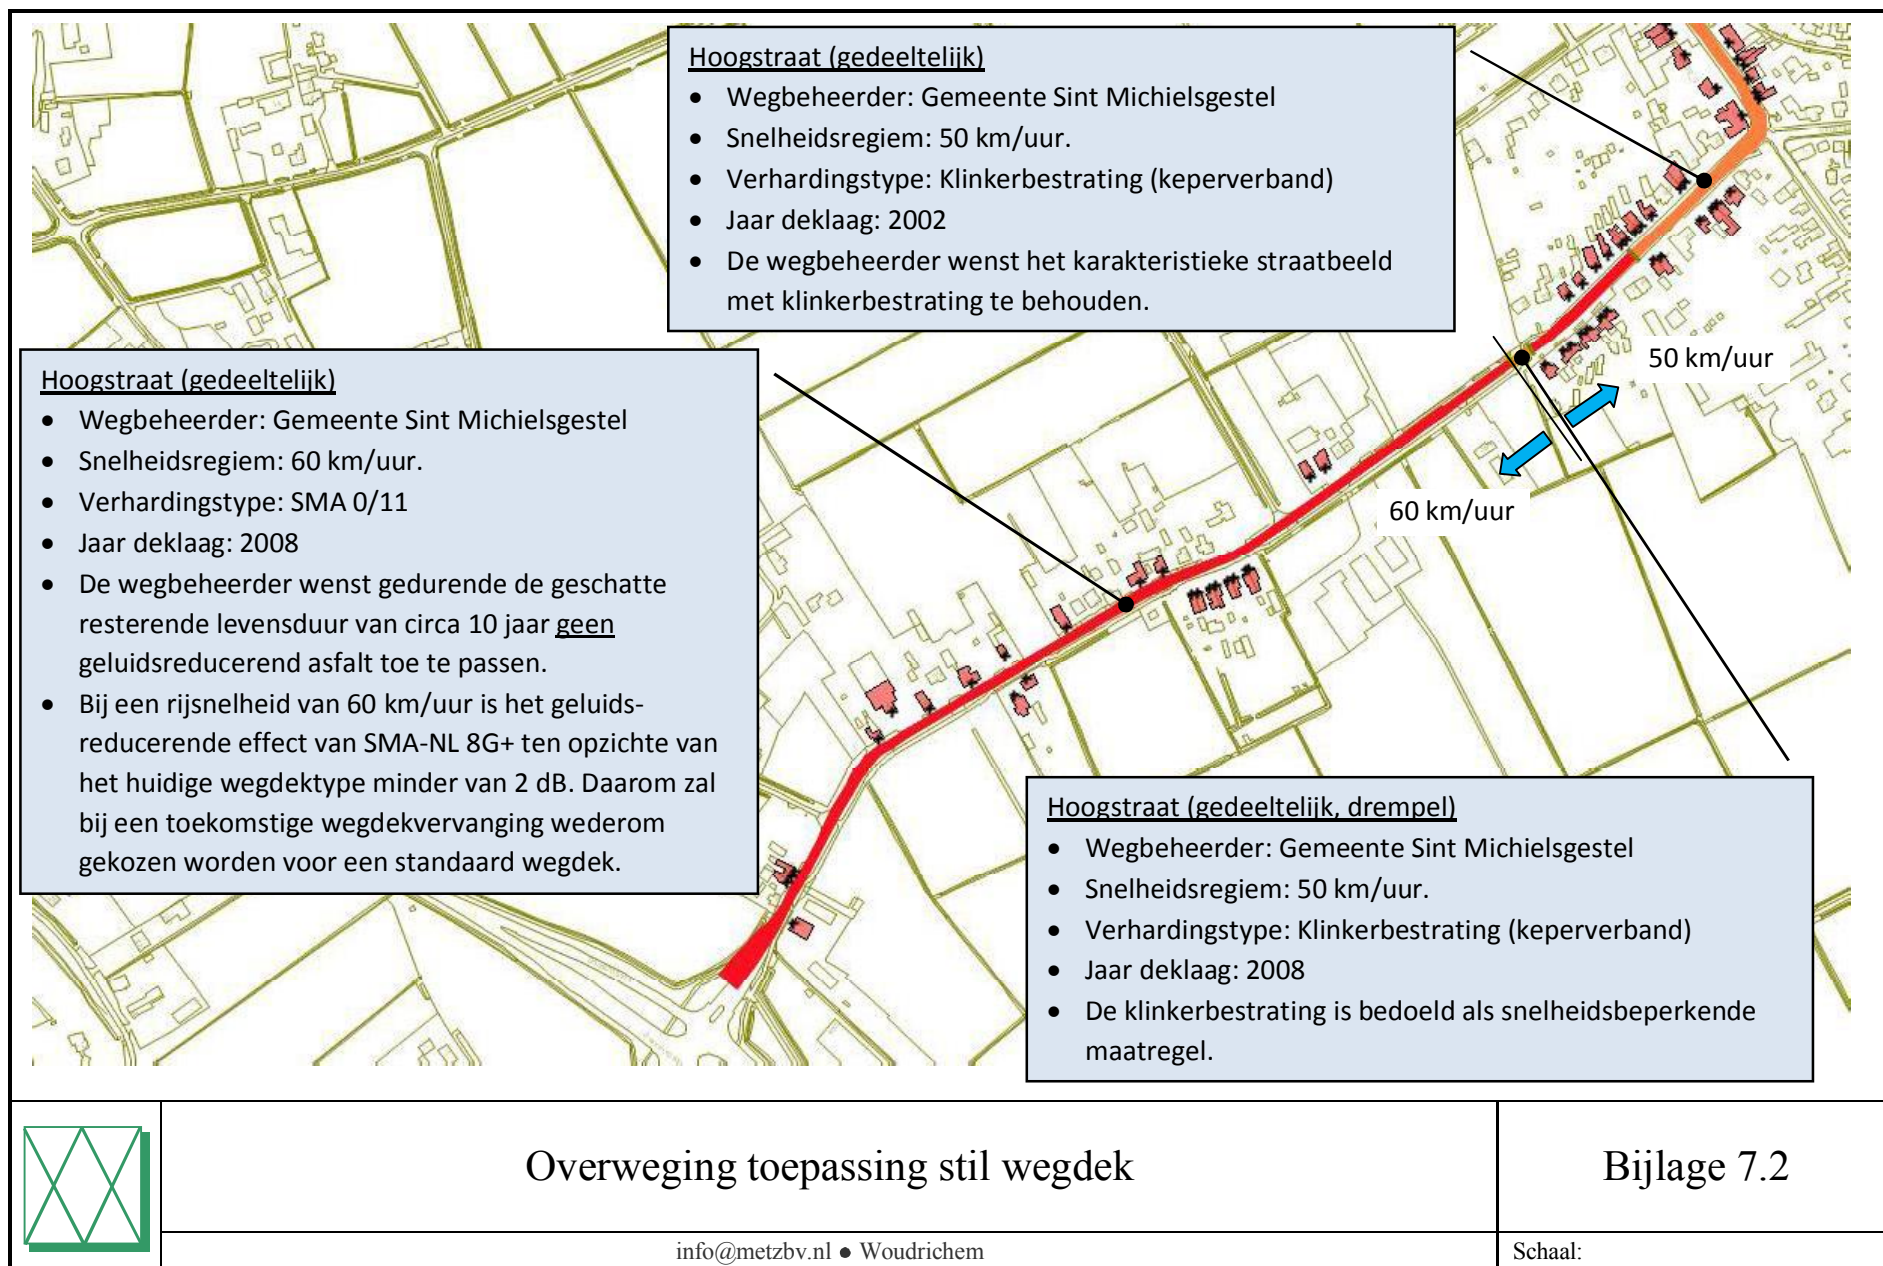 Hoogstraat (gedeeltelijk)
• Wegbeheerder: Gemeente Sint Michielsgestel
• Snelheidsregiem: 50 km/uur.
• Verhardingstype: Klinkerbestrating (keperverband)
• Jaar deklaag: 2002
• De wegbeheerder wenst het karakteristieke straatbeeld
met klinkerbestrating te behouden.
Hoogstraat (gedeeltelijk)
• Wegbeheerder: Gemeente Sint Michielsgestel
• Snelheidsregiem: 60 km/uur.
• Verhardingstype: SMA 0/11
• Jaar deklaag: 2008
• De wegbeheerder wenst gedurende de geschatte
resterende levensduur van circa 10 jaar geen
geluidsreducerend asfalt toe te passen.
• Bij een rijsnelheid van 60 km/uur is het geluids-
reducerende effect van SMA-NL 8G+ ten opzichte van
het huidige wegdektype minder van 2 dB. Daarom zal
bij een toekomstige wegdekvervanging wederom
gekozen worden voor een standaard wegdek.
50 km/uur
60 km/uur
Hoogstraat (gedeeltelijk, drempel)
• Wegbeheerder: Gemeente Sint Michielsgestel
• Snelheidsregiem: 50 km/uur.
• Verhardingstype: Klinkerbestrating (keperverband)
• Jaar deklaag: 2008
• De klinkerbestrating is bedoeld als snelheidsbeperkende
maatregel.
Overweging toepassing stil wegdek
Bijlage 7.2
info@metzbv.nl ● Woudrichem
Schaal: